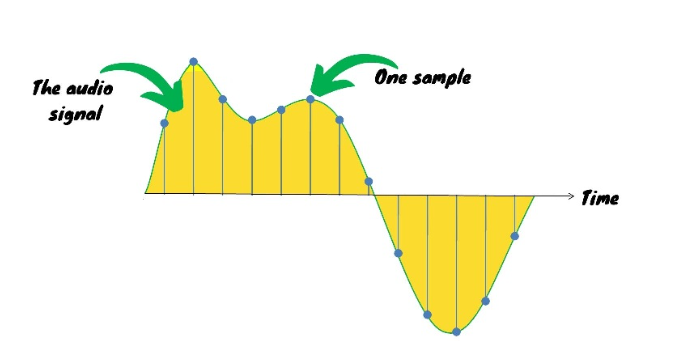 The audio
signal
One sample
Time